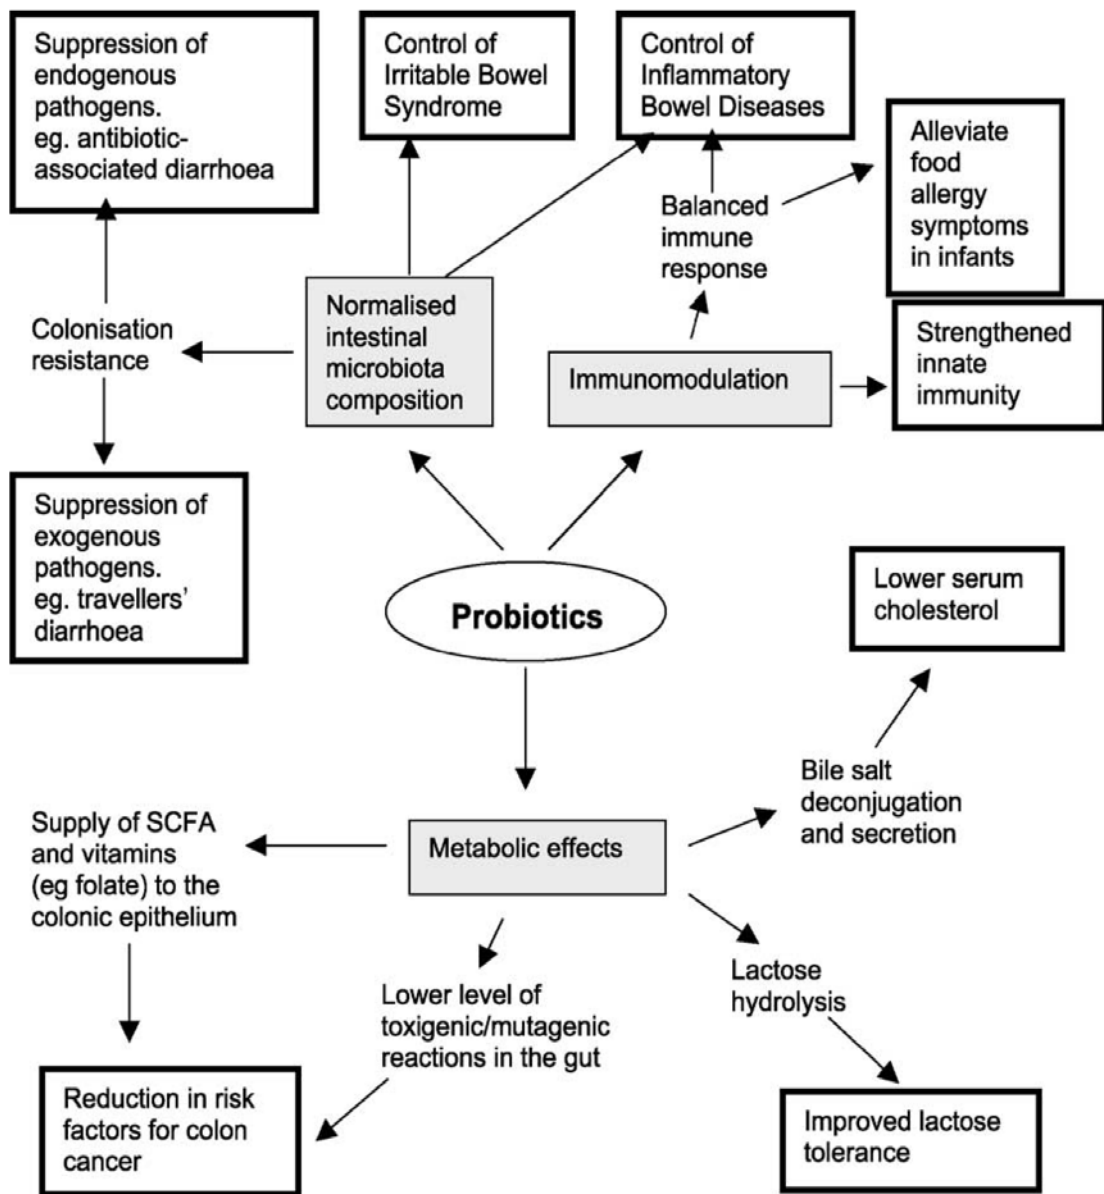 Suppression of
endogenous
pathogens.
eg. antibiotic-
associated diarrhoea
Control of
Irritable Bowel
Syndrome
Control of
Inflammatory
Bowel Diseases
Alleviate
food
allergy
symptoms
in infants
Balanced
immune
response
Colonisation
resistance
Normalised
intestinal
microbiota
composition
Immunomodulation
Strengthened
innate
immunity
Suppression of
exogenous
pathogens.
eg. travellers’
diarrhoea
Probiotics
Lower serum
cholesterol
Bile salt
deconjugation
and secretion
Supply of SCFA
and vitamins
(eg folate) to the
colonic epithelium
Metabolic effects
Lactose
hydrolysis
Lower level of
toxigenic/mutagenic
reactions in the gut
Reduction in risk
factors for colon
cancer
Improved lactose
tolerance